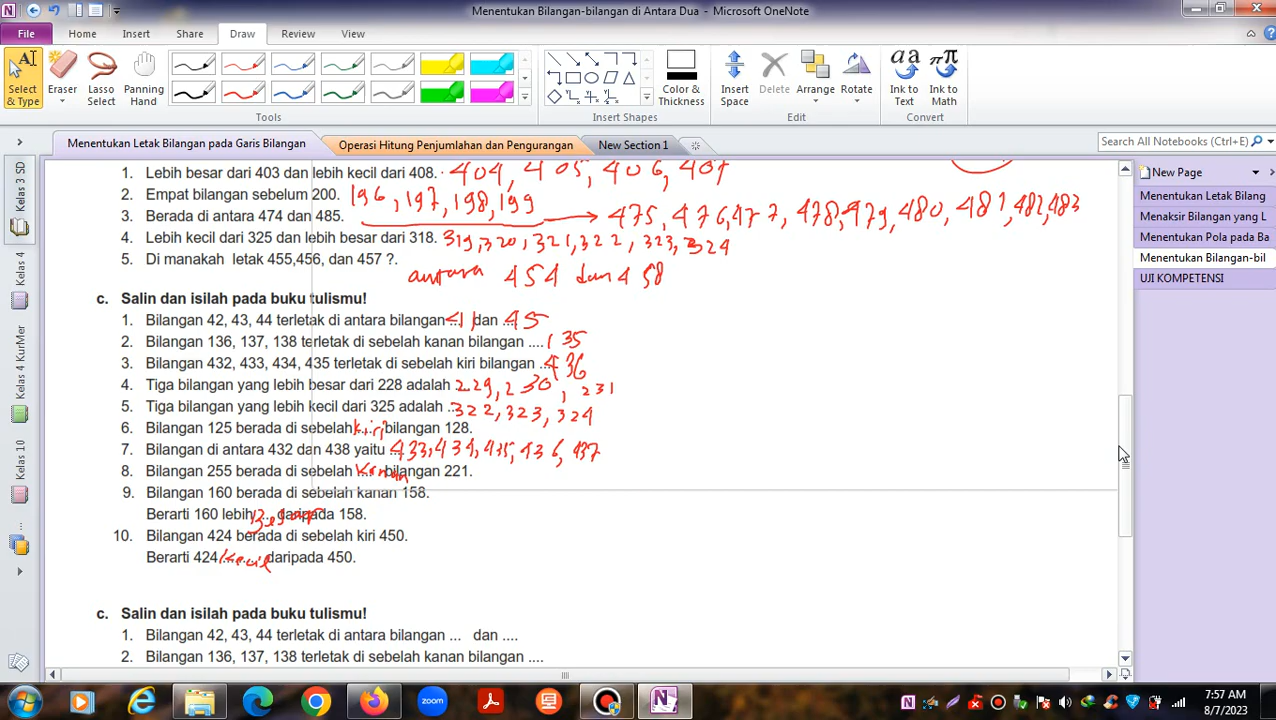 Menentukan Bilangan-bilangan di Antara Dua - Microsoft OneNote
File Home Insert Share Draw Review View
Select & Type Eraser Lasso Select Panning Hand Color & Thickness Insert Space Delete Arrange Rotate Ink to Text Ink to Math
Tools Insert Shapes Edit Convert
Menentukan Letak Bilangan pada Garis Bilangan Operasi Hitung Penjumlahan dan Pengurangan New Section 1 Search All Notebooks (Ctrl+E)
New Page
Menentukan Letak Bilang
Menaksir Bilangan yang L
Menentukan Pola pada Ba
Menentukan Bilangan-bil
UJI KOMPETENSI
Kelas 3 SD
Kelas 4
Kelas 4 KurMer
Kelas 3
1. Lebih besar dari 403 dan lebih kecil dari 408. 404, 405, 406, 407
2. Empat bilangan sebelum 200. 196, 197, 198, 199
3. Berada di antara 474 dan 485. 475, 476, 477, 478, 479, 480, 481, 482, 483
4. Lebih kecil dari 325 dan lebih besar dari 318. 319, 320, 321, 322, 323, 324
5. Di manakah letak 455,456, dan 457 ?. antara 454 dan 458
c. Salin dan isilah pada buku tulismu!
1. Bilangan 42, 43, 44 terletak di antara bilangan ... 41 dan .... 45
2. Bilangan 136, 137, 138 terletak di sebelah kanan bilangan .... 135
3. Bilangan 432, 433, 434, 435 terletak di sebelah kiri bilangan ... 436
4. Tiga bilangan yang lebih besar dari 228 adalah ... 229, 230, 231
5. Tiga bilangan yang lebih kecil dari 325 adalah ... 322, 323, 324
6. Bilangan 125 berada di sebelah kiri bilangan 128.
7. Bilangan di antara 432 dan 438 yaitu ... 433, 434, 435, 436, 437
8. Bilangan 255 berada di sebelah kanan bilangan 221.
9. Bilangan 160 berada di sebelah kanan 158.
Berarti 160 lebih Besar daripada 158.
10. Bilangan 424 berada di sebelah kiri 450.
Berarti 424 kecil daripada 450.
c. Salin dan isilah pada buku tulismu!
1. Bilangan 42, 43, 44 terletak di antara bilangan ... dan ....
2. Bilangan 136, 137, 138 terletak di sebelah kanan bilangan ....
zoom
7:57 AM
8/7/2023